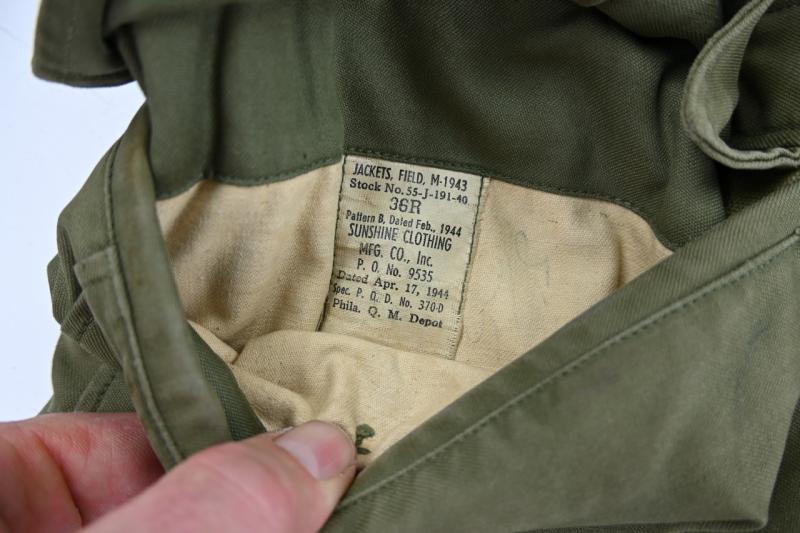 JACKETS, FIELD, M-1943
Stock No. 55-J-191-40
36R
Pattern B, Dated Feb., 1944
SUNSHINE CLOTHING
MFG. CO., Inc.
P. O. No. 9535
Dated Apr. 17, 1944
Spec. P. Q. D. No. 370-D
Phila. Q. M. Depot